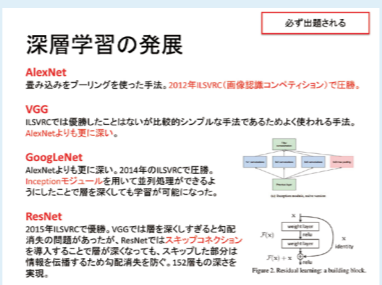 必ず出題される
深層学習の発展
AlexNet
畳み込みをプーリングを使った手法。2012年ILSVRC(画像認識コンペティション)で圧勝。
VGG
ILSVRCでは優勝したことはないが比較的シンプルな手法であるためよく使われる手法。
AlexNetよりも更に深い。
GoogLeNet
AlexNetよりも更に深い。2014年のILSVRCで圧勝。
Inceptionモジュールを用いて並列処理ができるよ
うにしたことで層を深くしても学習が可能になった。
ResNet
2015年ILSVRCで優勝。VGGでは層を深くしすぎると勾配
消失の問題があったが、ResNetではスキップコネクション
を導入することで層が深くなっても、スキップした部分は
情報を伝播するため勾配消失を防ぐ。152層もの深さを
実現。
x
weight layer
F(x)
relu
x
weight layer
identity
F(x) + x
relu
Figure 2. Residual learning: a building block.